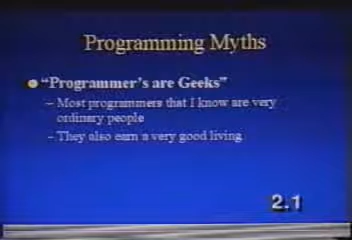 Programming Myths
“Programmer's are Geeks”
– Most programmers that I know are very
ordinary people
– They also earn a very good living
2.1